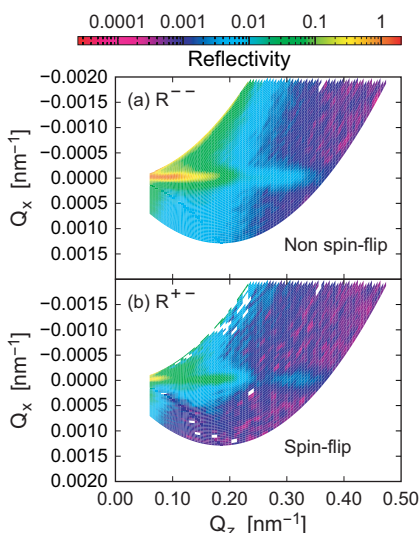 0.0001 0.001 0.01 0.1 1
Reflectivity
−0.0020
−0.0015
−0.0010
−0.0005
0.0000
0.0005
0.0010
0.0015
Qx [nm−1]
(a) R−−
Non spin-flip
−0.0015
−0.0010
−0.0005
0.0000
0.0005
0.0010
0.0015
0.0020
Qx [nm−1]
(b) R+−
Spin-flip
0.00 0.10 0.20 0.30 0.40 0.50
Qz [nm−1]